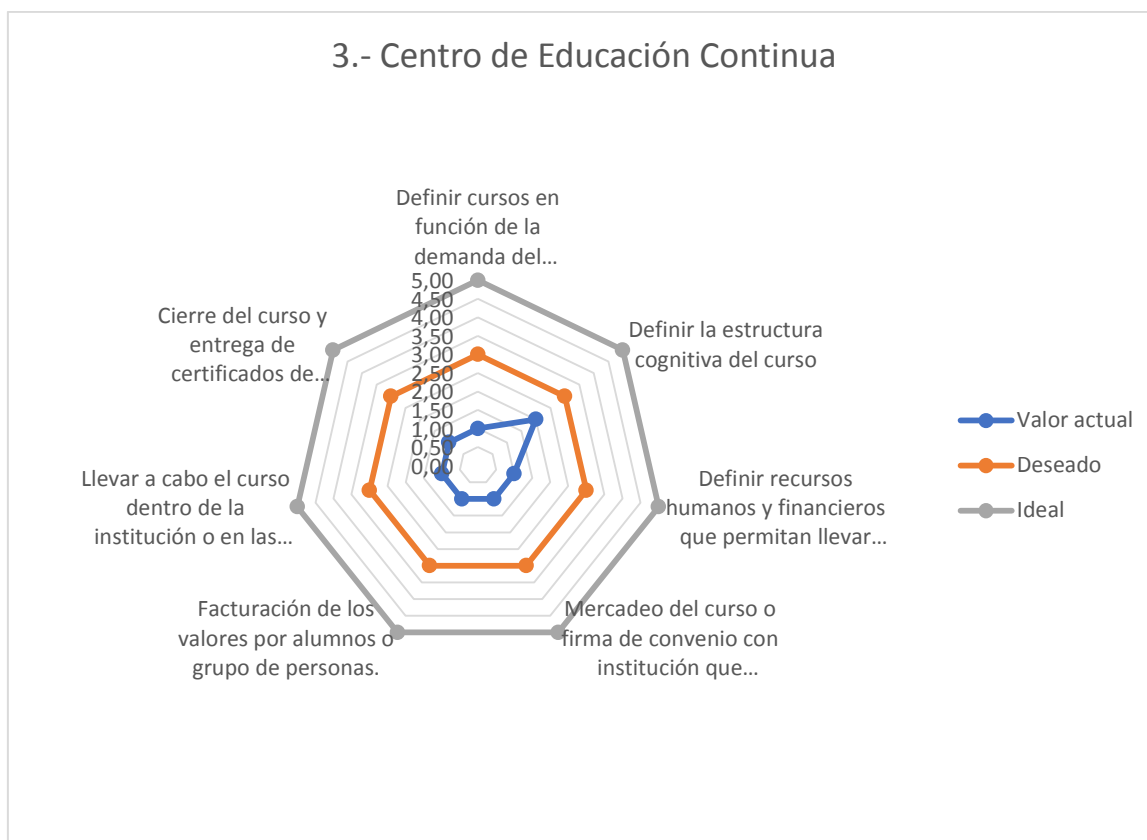 3.- Centro de Educación Continua
Definir cursos en
función de la
demanda del...
5,00
4,50
4,00
3,50
3,00
2,50
2,00
1,50
1,00
0,50
0,00
Definir la estructura
cognitiva del curso
Definir recursos
humanos y financieros
que permitan llevar...
Mercadeo del curso o
firma de convenio con
institución que...
Facturación de los
valores por alumnos o
grupo de personas.
Llevar a cabo el curso
dentro de la
institución o en las...
Cierre del curso y
entrega de
certificados de...
Valor actual
Deseado
Ideal